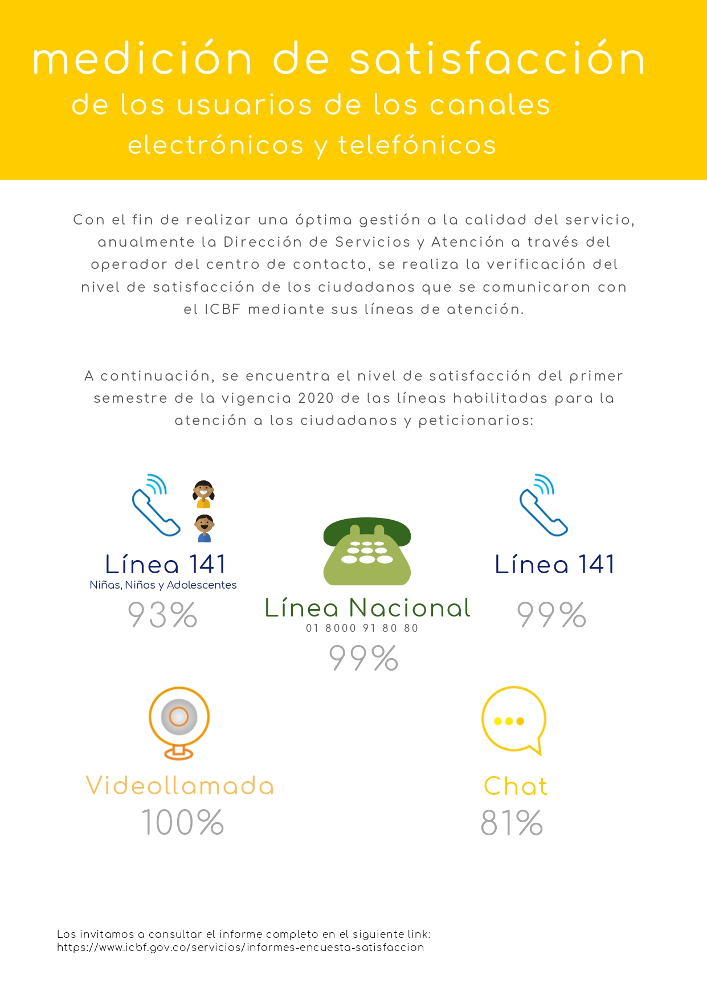 medición de satisfacción
de los usuarios de los canales
electrónicos y telefónicos
Con el fin de realizar una óptima gestión a la calidad del servicio,
anualmente la Dirección de Servicios y Atención a través del
operador del centro de contacto, se realiza la verificación del
nivel de satisfacción de los ciudadanos que se comunicaron con
el ICBF mediante sus líneas de atención.
A continuación, se encuentra el nivel de satisfacción del primer
semestre de la vigencia 2020 de las líneas habilitadas para la
atención a los ciudadanos y peticionarios:
Línea 141
Niñas, Niños y Adolescentes
93%
Línea Nacional
01 8000 91 80 80
99%
Línea 141
99%
Videollamada
100%
Chat
81%
Los invitamos a consultar el informe completo en el siguiente link:
https://www.icbf.gov.co/servicios/informes-encuesta-satisfaccion